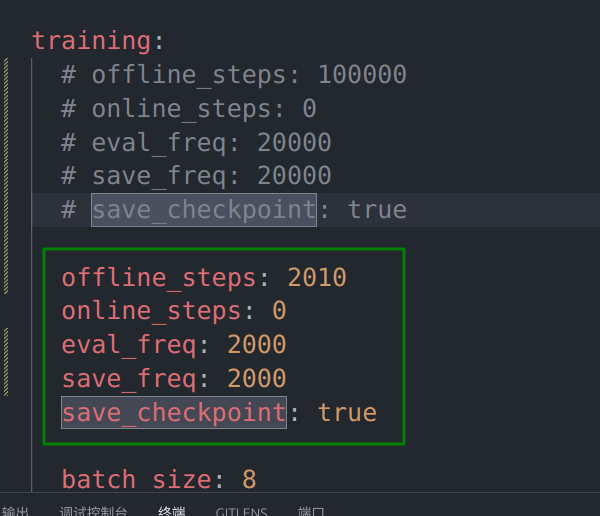 training:
# offline_steps: 100000
# online_steps: 0
# eval_freq: 20000
# save_freq: 20000
# save_checkpoint: true
offline_steps: 2010
online_steps: 0
eval_freq: 2000
save_freq: 2000
save_checkpoint: true
batch_size: 8
输出 调试控制台 终端 GITLENS 端口